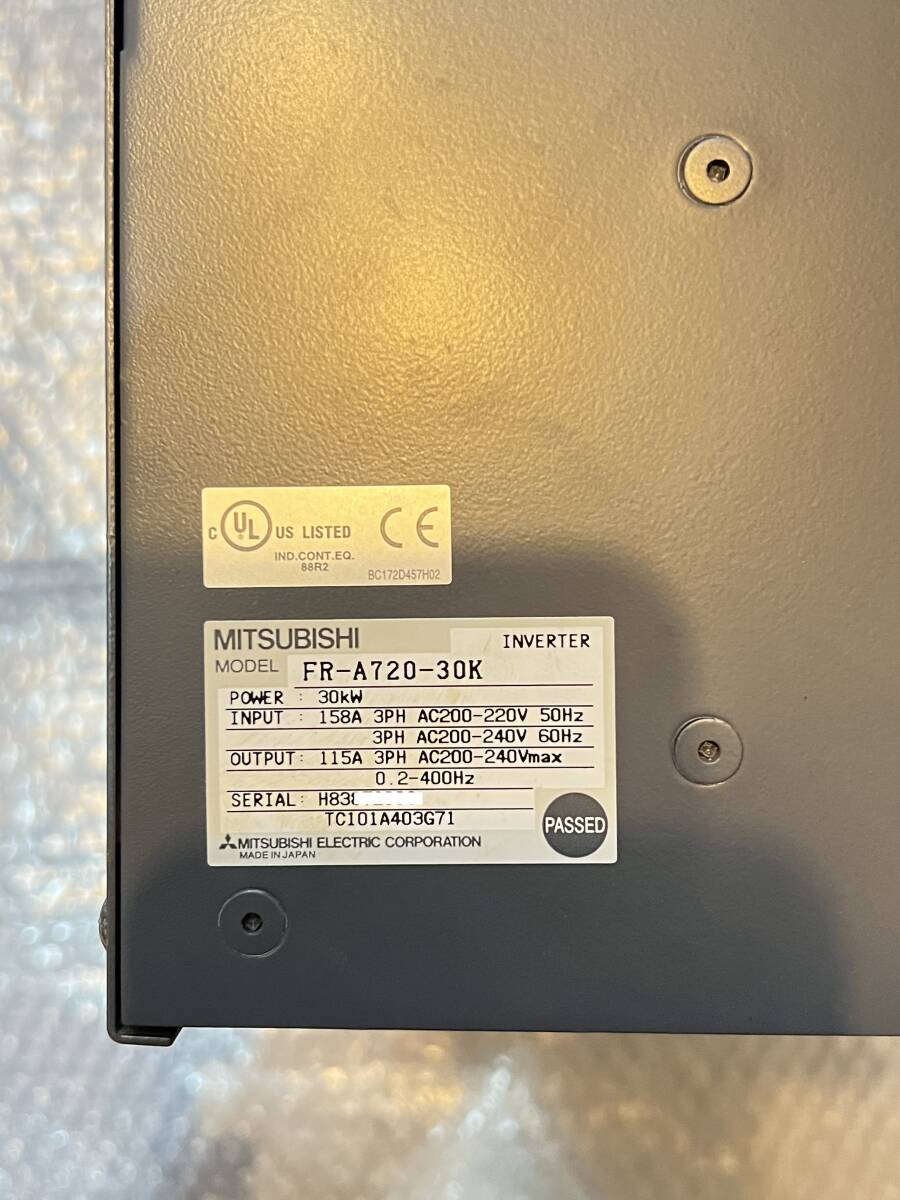 C UL US LISTED CE
IND.CONT.EQ.
88R2
BC172D457H02
MITSUBISHI INVERTER
MODEL FR-A720-30K
POWER : 30kW
INPUT : 158A 3PH AC200-220V 50Hz
3PH AC200-240V 60Hz
OUTPUT: 115A 3PH AC200-240Vmax
0.2-400Hz
SERIAL: H83
TC101A403G71
PASSED
MITSUBISHI ELECTRIC CORPORATION
MADE IN JAPAN